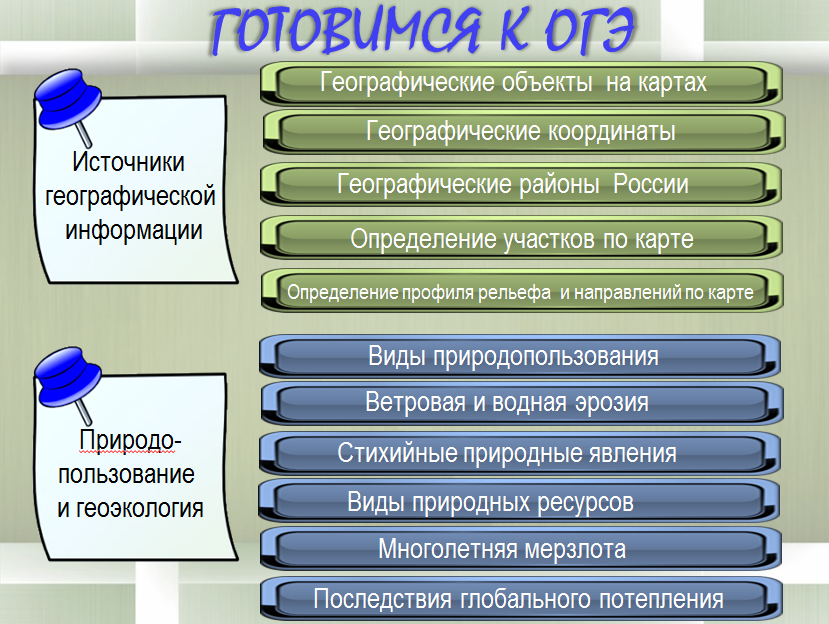 ГОТОВИМСЯ К ОГЭ
Источники
географической
информации
Географические объекты на картах
Географические координаты
Географические районы России
Определение участков по карте
Определение профиля рельефа и направлений по карте
Природо-
пользование
и геоэкология
Виды природопользования
Ветровая и водная эрозия
Стихийные природные явления
Виды природных ресурсов
Многолетняя мерзлота
Последствия глобального потепления